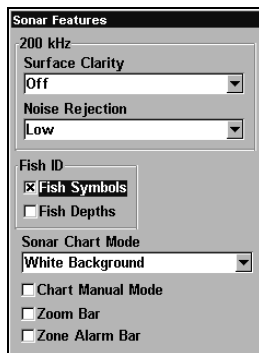 Sonar Features
200 kHz
Surface Clarity
Off
Noise Rejection
Low
Fish ID
Fish Symbols
Fish Depths
Sonar Chart Mode
White Background
Chart Manual Mode
Zoom Bar
Zone Alarm Bar